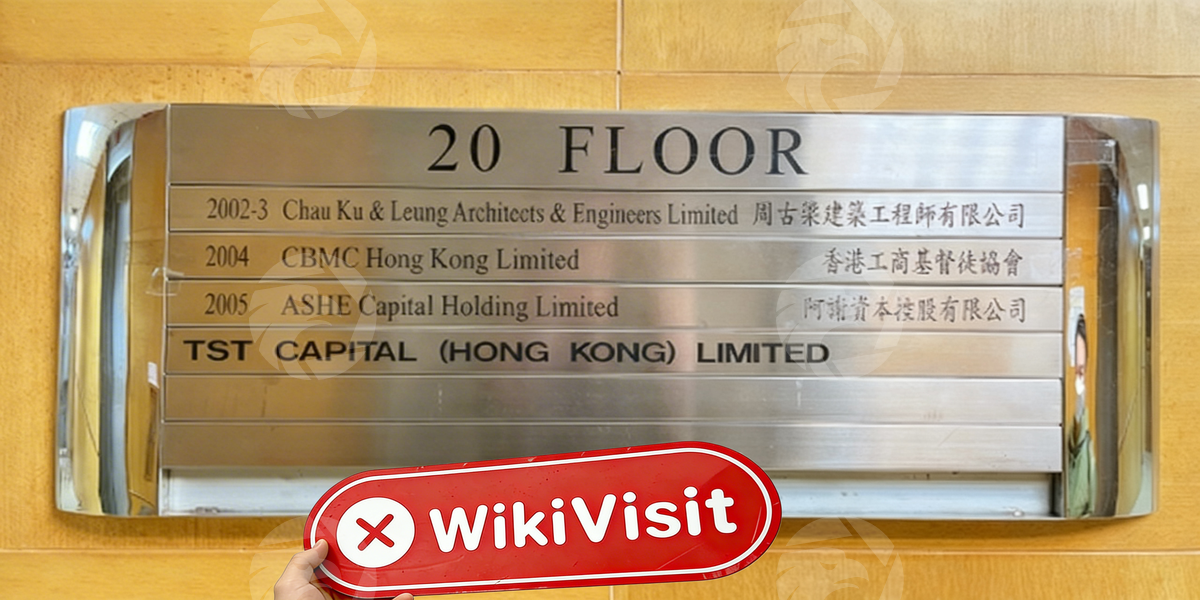 20 FLOOR
2002-3 Chau Ku & Leung Architects & Engineers Limited 周古梁建築工程師有限公司
2004 CBMC Hong Kong Limited 香港工商基督徒協會
2005 ASHE Capital Holding Limited 阿謝資本控股有限公司
TST CAPITAL (HONG KONG) LIMITED
WikiVisit